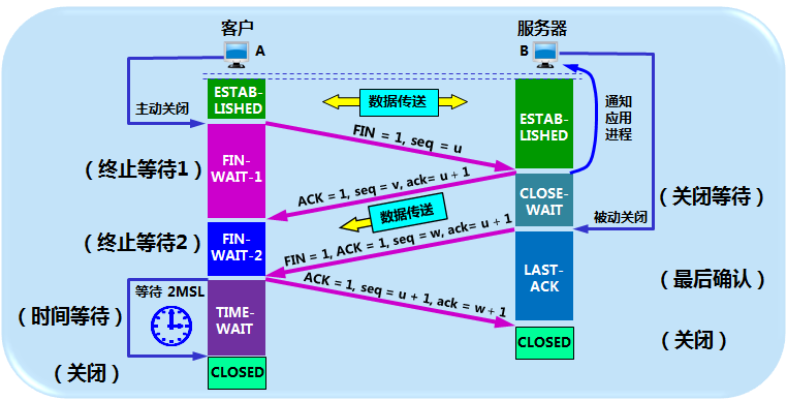 客户
服务器
A
B
ESTAB-
LISHED
主动关闭
数据传送
通知
应用
进程
ESTAB-
LISHED
FIN = 1, seq = u
(终止等待1)
FIN-
WAIT-1
ACK = 1, seq = v, ack= u + 1
CLOSE-
WAIT
(关闭等待)
数据传送
被动关闭
(终止等待2)
FIN-
WAIT-2
FIN = 1, ACK = 1, seq = w, ack= u + 1
LAST-
ACK
(最后确认)
等待 2MSL
ACK = 1, seq = u + 1, ack = w + 1
(时间等待)
TIME-
WAIT
CLOSED
(关闭)
(关闭)
CLOSED